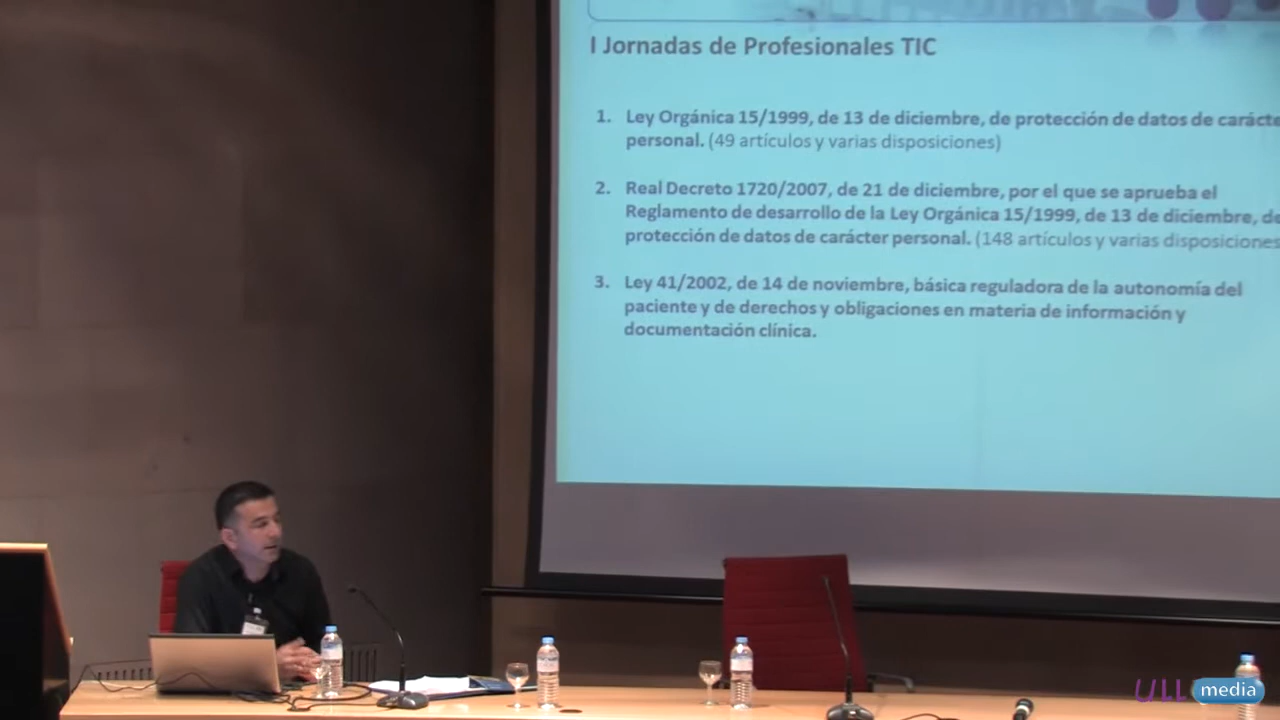 I Jornadas de Profesionales TIC
1. Ley Orgánica 15/1999, de 13 de diciembre, de protección de datos de carácte
personal. (49 artículos y varias disposiciones)
2. Real Decreto 1720/2007, de 21 de diciembre, por el que se aprueba el
Reglamento de desarrollo de la Ley Orgánica 15/1999, de 13 de diciembre, de
protección de datos de carácter personal. (148 artículos y varias disposiciones
3. Ley 41/2002, de 14 de noviembre, básica reguladora de la autonomía del
paciente y de derechos y obligaciones en materia de información y
documentación clínica.
ULL media